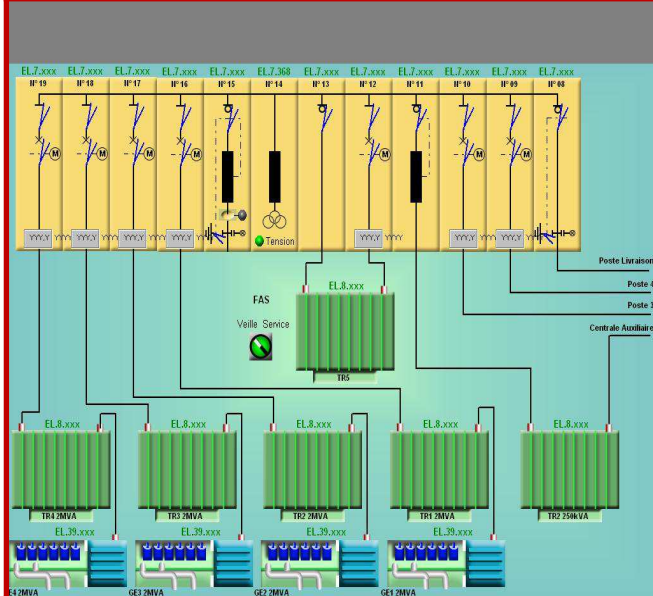 EL.7.xxx EL.7.xxx EL.7.xxx EL.7.xxx EL.7.xxx EL.7.368 EL.7.xxx EL.7.xxx EL.7.xxx EL.7.xxx EL.7.xxx EL.7.xxx
N° 19 N° 18 N° 17 N° 16 N° 15 N° 14 N° 13 N° 12 N° 11 N° 10 N° 09 N° 08
M M M M M M M
Tension
Poste Livraison
EL.8.xxx
Poste
FAS
Poste
Veille Service
Centrale Auxiliaire
TR5
EL.8.xxx EL.8.xxx EL.8.xxx EL.8.xxx EL.8.xxx
TR4 2MVA TR3 2MVA TR2 2MVA TR1 2MVA TR2 250kVA
EL.39.xxx EL.39.xxx EL.39.xxx EL.39.xxx
E4 2MVA GE3 2MVA GE2 2MVA GE1 2MVA